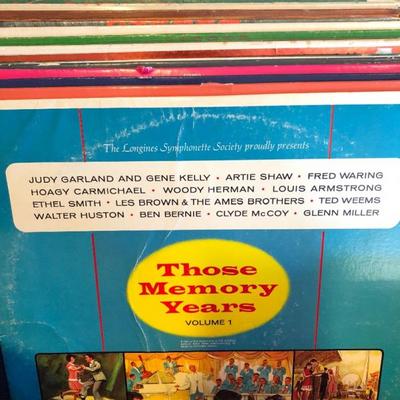 The Longines Symphonette Society proudly presents
JUDY GARLAND AND GENE KELLY • ARTIE SHAW • FRED WARING
HOAGY CARMICHAEL • WOODY HERMAN • LOUIS ARMSTRONG
ETHEL SMITH • LES BROWN & THE AMES BROTHERS • TED WEEMS
WALTER HUSTON • BEN BERNIE • CLYDE McCOY • GLENN MILLER
Those
Memory
Years
VOLUME 1